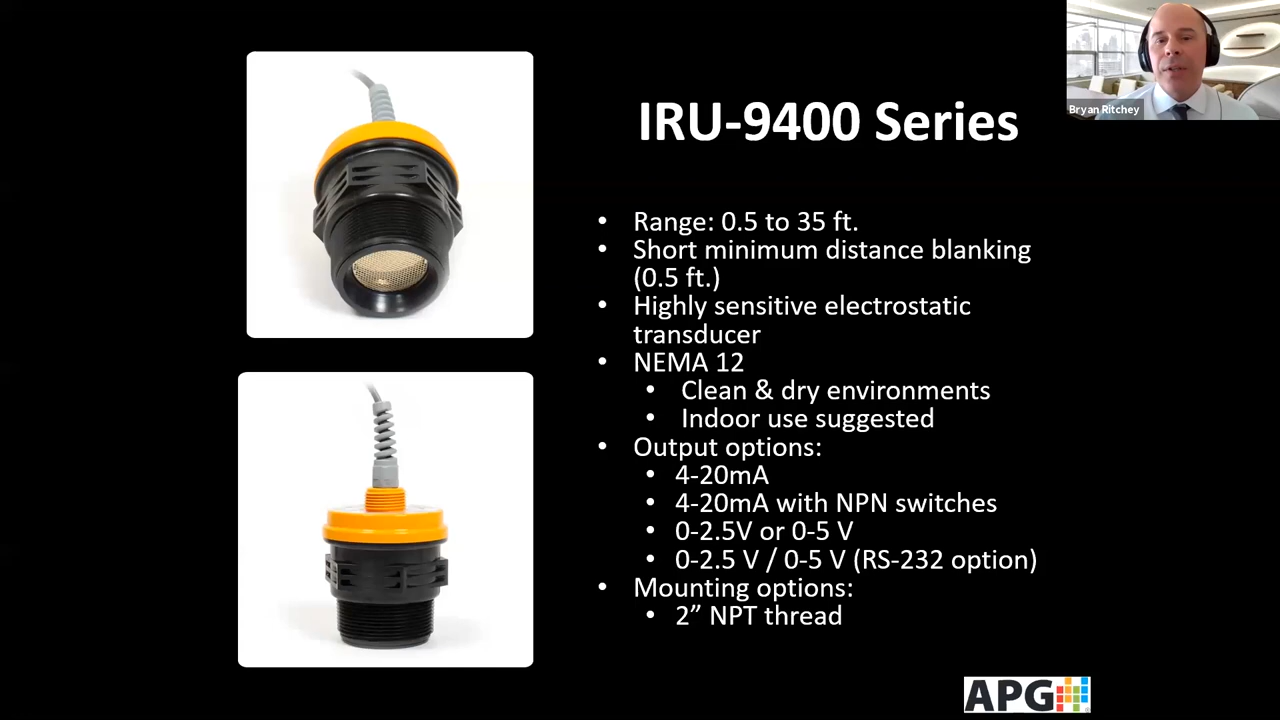 Bryan Ritchey
IRU-9400 Series
• Range: 0.5 to 35 ft.
• Short minimum distance blanking
(0.5 ft.)
• Highly sensitive electrostatic
transducer
• NEMA 12
• Clean & dry environments
• Indoor use suggested
• Output options:
• 4-20mA
• 4-20mA with NPN switches
• 0-2.5V or 0-5 V
• 0-2.5 V / 0-5 V (RS-232 option)
• Mounting options:
• 2” NPT thread
APG